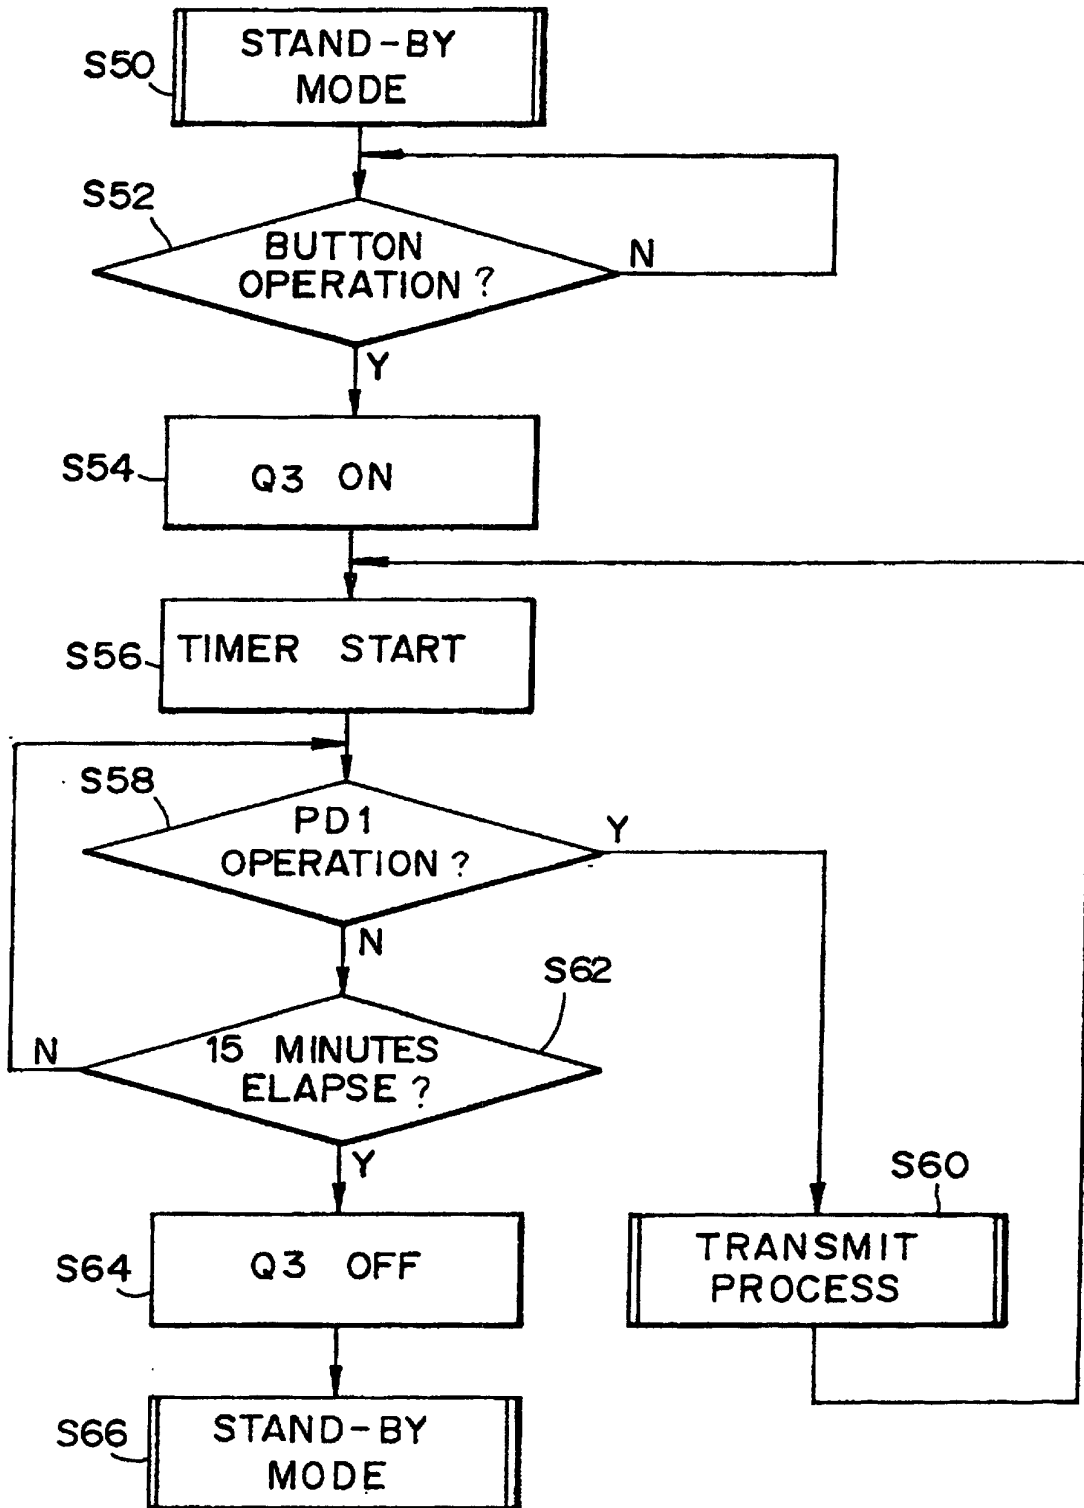 STAND-BY
MODE
S50
S52
BUTTON
OPERATION ?
N
Y
S54
Q3 ON
S56
TIMER START
S58
PD1
OPERATION ?
Y
N
S62
15 MINUTES
ELAPSE ?
N
Y
S60
TRANSMIT
PROCESS
S64
Q3 OFF
S66
STAND-BY
MODE